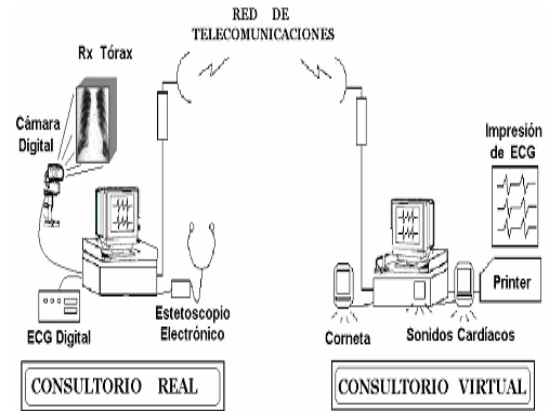 RED DE
TELECOMUNICACIONES
Rx Tórax
Cámara
Digital
Impresión
de ECG
Printer
Estetoscopio
Electrónico
ECG Digital
Corneta
Sonidos Cardíacos
CONSULTORIO REAL
CONSULTORIO VIRTUAL